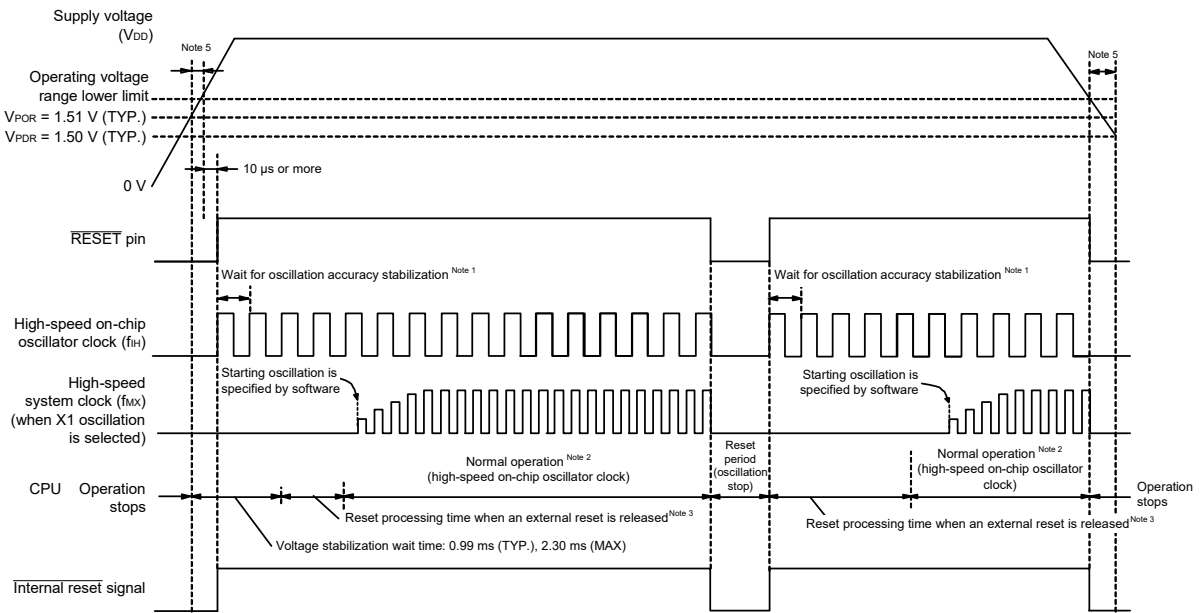 Supply voltage
(VDD)
Note 5
Note 5
Operating voltage
range lower limit
VPOR = 1.51 V (TYP.)
VPDR = 1.50 V (TYP.)
10 µs or more
0 V
RESET pin
Wait for oscillation accuracy stabilization Note 1
Wait for oscillation accuracy stabilization Note 1
High-speed on-chip
oscillator clock (fIH)
Starting oscillation is
specified by software
Starting oscillation is
specified by software
High-speed
system clock (fMX)
(when X1 oscillation
is selected)
Reset
period
(oscillation
stop)
Normal operation Note 2
(high-speed on-chip oscillator clock)
Normal operation Note 2
(high-speed on-chip oscillator
clock)
CPU Operation
stops
Operation
stops
Reset processing time when an external reset is released Note 3
Reset processing time when an external reset is released Note 3
Voltage stabilization wait time: 0.99 ms (TYP.), 2.30 ms (MAX)
Internal reset signal